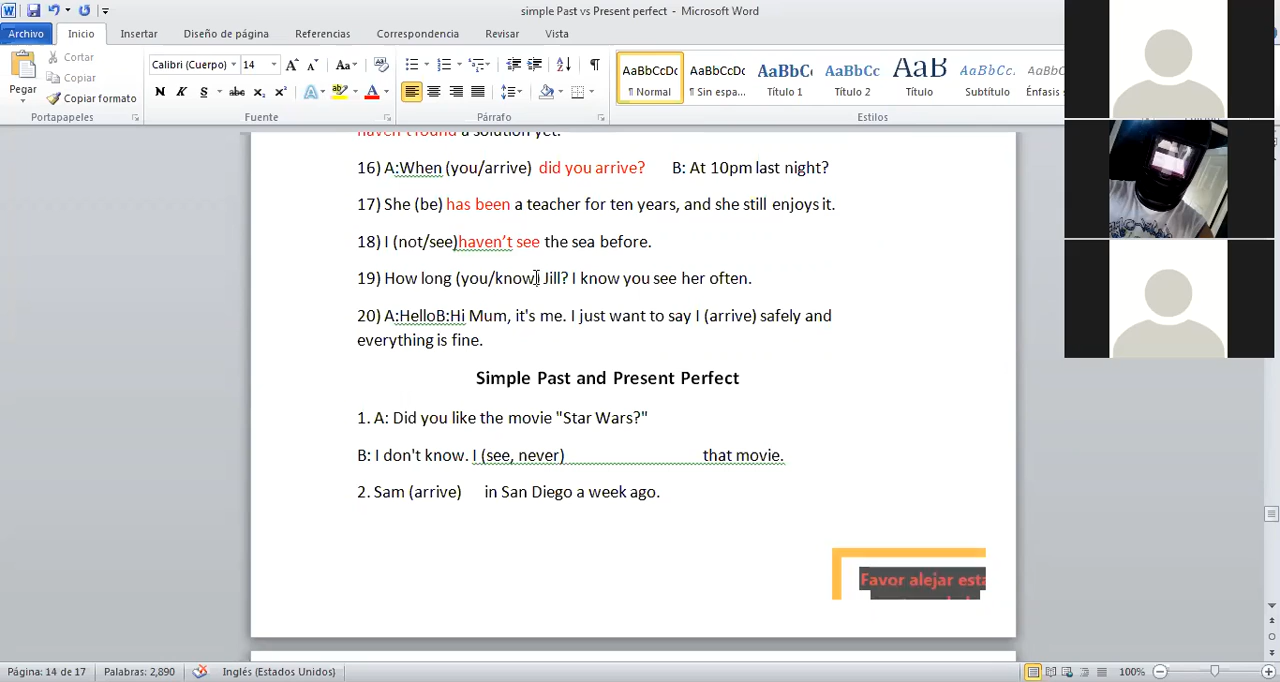 simple Past vs Present perfect - Microsoft Word
Archivo Inicio Insertar Diseño de página Referencias Correspondencia Revisar Vista
Cortar
Copiar
Copiar formato
Pegar
Portapapeles
Calibri (Cuerpo) 14
Fuente
Párrafo
AaBbCcDc AaBbCcDc AaBbC AaBbCc AaB AaBbCc. AaBbCc
¶ Normal ¶ Sin espa... Título 1 Título 2 Título Subtítulo Énfasis
Estilos
haven't found a solution yet.
16) A:When (you/arrive) did you arrive? B: At 10pm last night?
17) She (be) has been a teacher for ten years, and she still enjoys it.
18) I (not/see)haven't see the sea before.
19) How long (you/know) Jill? I know you see her often.
20) A:HelloB:Hi Mum, it's me. I just want to say I (arrive) safely and
everything is fine.
Simple Past and Present Perfect
1. A: Did you like the movie "Star Wars?"
B: I don't know. I (see, never) that movie.
2. Sam (arrive) in San Diego a week ago.
Favor alejar esta
Página: 14 de 17 Palabras: 2,890 Inglés (Estados Unidos) 100%